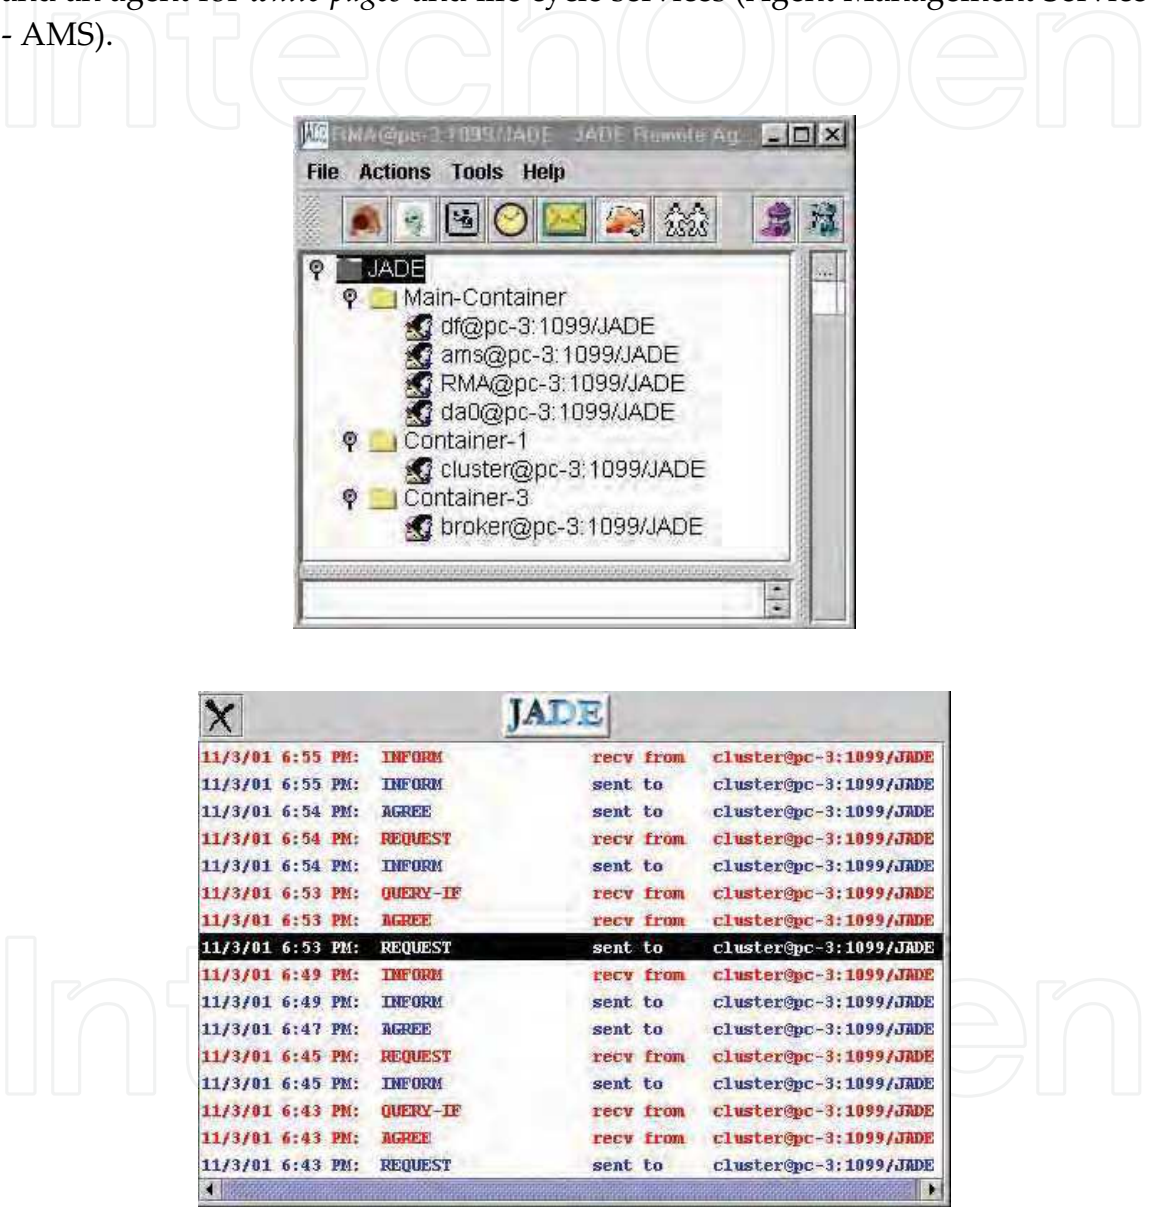 and an agent for white pages and life cycle services (Agent Management Service
- AMS).
RMA@pc-3:1099/JADE - JADE Remote Ag...
File Actions Tools Help
JADE
...
Main-Container
df@pc-3:1099/JADE
ams@pc-3:1099/JADE
RMA@pc-3:1099/JADE
da0@pc-3:1099/JADE
Container-1
cluster@pc-3:1099/JADE
Container-3
broker@pc-3:1099/JADE
JADE
11/3/01 6:55 PM: INFORM recv from cluster@pc-3:1099/JADE
11/3/01 6:55 PM: INFORM sent to cluster@pc-3:1099/JADE
11/3/01 6:54 PM: AGREE sent to cluster@pc-3:1099/JADE
11/3/01 6:54 PM: REQUEST recv from cluster@pc-3:1099/JADE
11/3/01 6:54 PM: INFORM sent to cluster@pc-3:1099/JADE
11/3/01 6:53 PM: QUERY-IF recv from cluster@pc-3:1099/JADE
11/3/01 6:53 PM: AGREE recv from cluster@pc-3:1099/JADE
11/3/01 6:53 PM: REQUEST sent to cluster@pc-3:1099/JADE
11/3/01 6:49 PM: INFORM recv from cluster@pc-3:1099/JADE
11/3/01 6:49 PM: INFORM sent to cluster@pc-3:1099/JADE
11/3/01 6:47 PM: AGREE sent to cluster@pc-3:1099/JADE
11/3/01 6:45 PM: REQUEST recv from cluster@pc-3:1099/JADE
11/3/01 6:45 PM: INFORM sent to cluster@pc-3:1099/JADE
11/3/01 6:43 PM: QUERY-IF recv from cluster@pc-3:1099/JADE
11/3/01 6:43 PM: AGREE recv from cluster@pc-3:1099/JADE
11/3/01 6:43 PM: REQUEST sent to cluster@pc-3:1099/JADE
IntechOpen